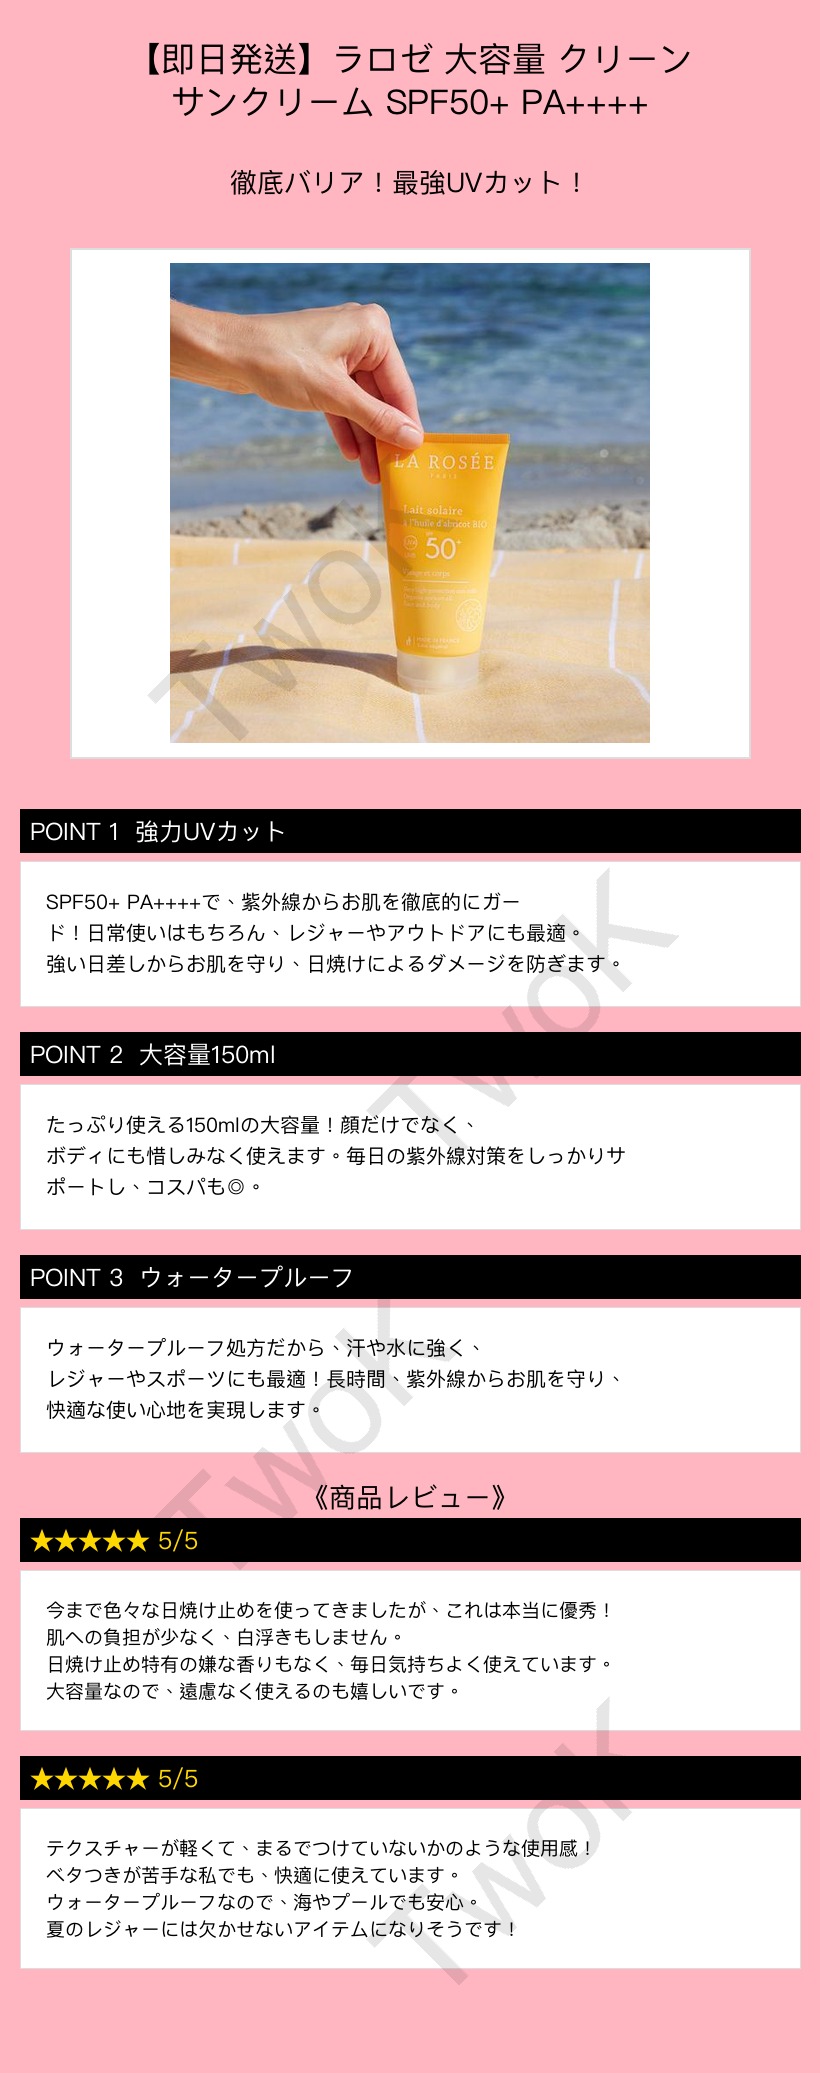 【即日発送】ラロゼ 大容量 クリーン
サンクリーム SPF50+ PA++++
徹底バリア！最強UVカット！
LA ROSÉE
PARIS
Lait solaire
à l'huile d'abricot BIO
SPF
50+
Visage et corps
MADE IN FRANCE
TwoK
POINT 1 強力UVカット
SPF50+ PA++++で、紫外線からお肌を徹底的にガー
ド！日常使いはもちろん、レジャーやアウトドアにも最適。
強い日差しからお肌を守り、日焼けによるダメージを防ぎます。
TwoK
POINT 2 大容量150ml
たっぷり使える150mlの大容量！顔だけでなく、
ボディにも惜しみなく使えます。毎日の紫外線対策をしっかりサ
ポートし、コスパも◎。
POINT 3 ウォータープルーフ
ウォータープルーフ処方だから、汗や水に強く、
レジャーやスポーツにも最適！長時間、紫外線からお肌を守り、
快適な使い心地を実現します。
TwoK
《商品レビュー》
★★★★★ 5/5
今まで色々な日焼け止めを使ってきましたが、これは本当に優秀！
肌への負担が少なく、白浮きもしません。
日焼け止め特有の嫌な香りもなく、毎日気持ちよく使えています。
大容量なので、遠慮なく使えるのも嬉しいです。
★★★★★ 5/5
テクスチャーが軽くて、まるでつけていないかのような使用感！
ベタつきが苦手な私でも、快適に使えています。
ウォータープルーフなので、海やプールでも安心。
夏のレジャーには欠かせないアイテムになりそうです！
TwoK